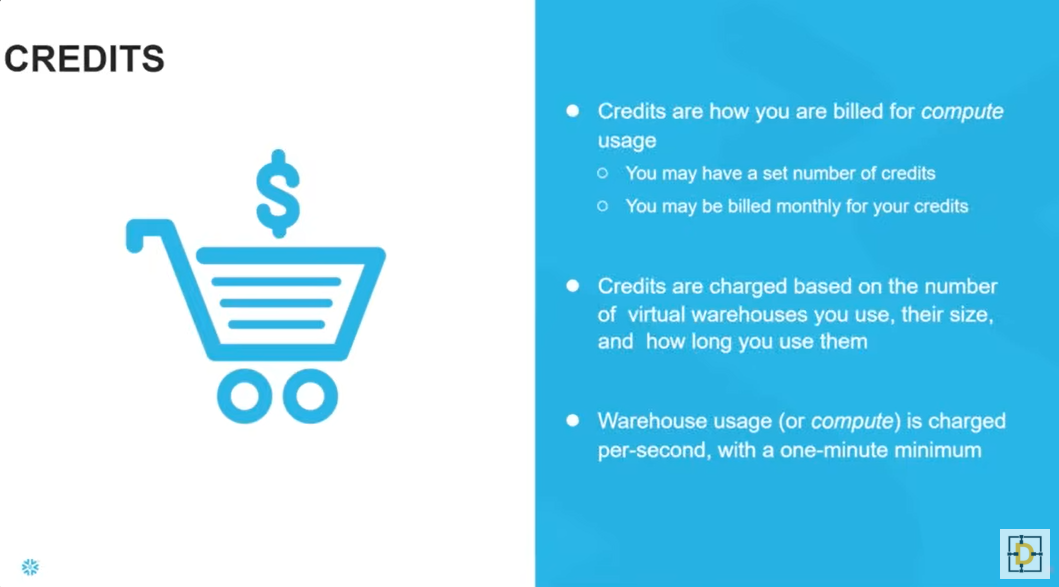 CREDITS
$
● Credits are how you are billed for compute
usage
○ You may have a set number of credits
○ You may be billed monthly for your credits
● Credits are charged based on the number
of virtual warehouses you use, their size,
and how long you use them
● Warehouse usage (or compute) is charged
per-second, with a one-minute minimum
D